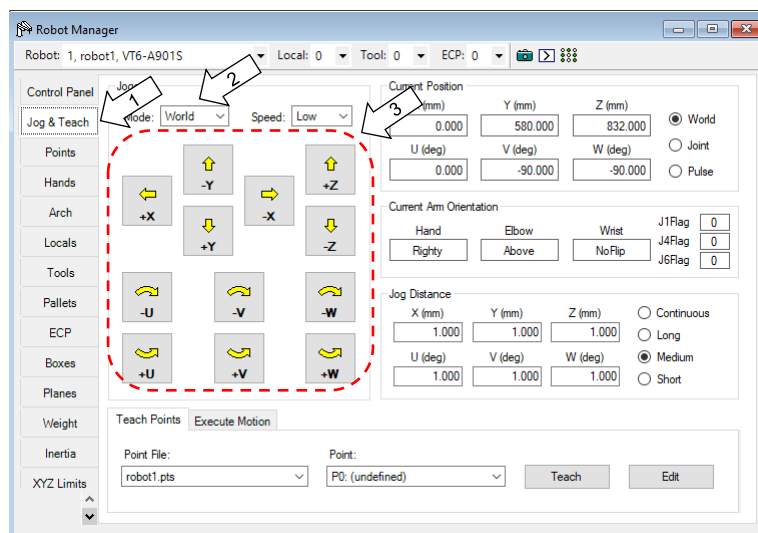 Robot Manager
Robot: 1, robot1, VT6-A901S Local: 0 Tool: 0 ECP: 0
Control Panel
Jog & Teach
Points
Hands
Arch
Locals
Tools
Pallets
ECP
Boxes
Planes
Weight
Inertia
XYZ Limits
1
2
3
Mode: World Speed: Low
-Y
+Z
+X
-X
+Y
-Z
-U -V -W
+U +V +W
Current Position
(mm) Y (mm) Z (mm)
0.000 580.000 832.000
U (deg) V (deg) W (deg)
0.000 -90.000 -90.000
World
Joint
Pulse
Current Arm Orientation
Hand Elbow Wrist
Righty Above NoFlip
J1Flag 0
J4Flag 0
J6Flag 0
Jog Distance
X (mm) Y (mm) Z (mm)
1.000 1.000 1.000
U (deg) V (deg) W (deg)
1.000 1.000 1.000
Continuous
Long
Medium
Short
Teach Points Execute Motion
Point File: Point:
robot1.pts P0: (undefined) Teach Edit